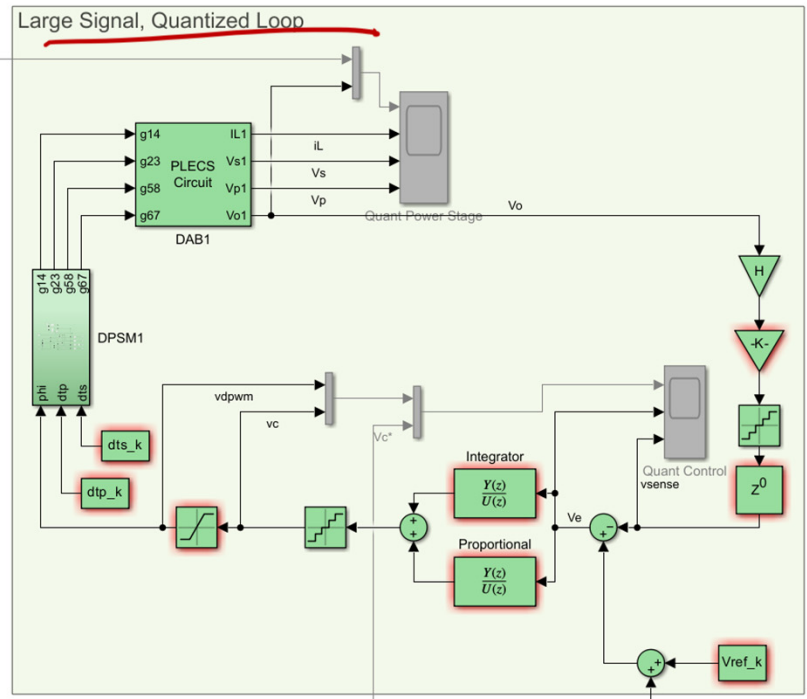 Large Signal, Quantized Loop
g14
g23
g58
g67
PLECS
Circuit
IL1
Vs1
Vp1
Vo1
DAB1
iL
Vs
Vp
Quant Power Stage
Vo
H
-K-
g14
g23
g58
g67
DPSM1
phi
dtp
dts
dts_k
dtp_k
vdpwm
vc
Vc*
Quant Control
vsense
Z⁰
Integrator
Y(z)
U(z)
Proportional
Y(z)
U(z)
+
+
Ve
+
−
+
+
Vref_k